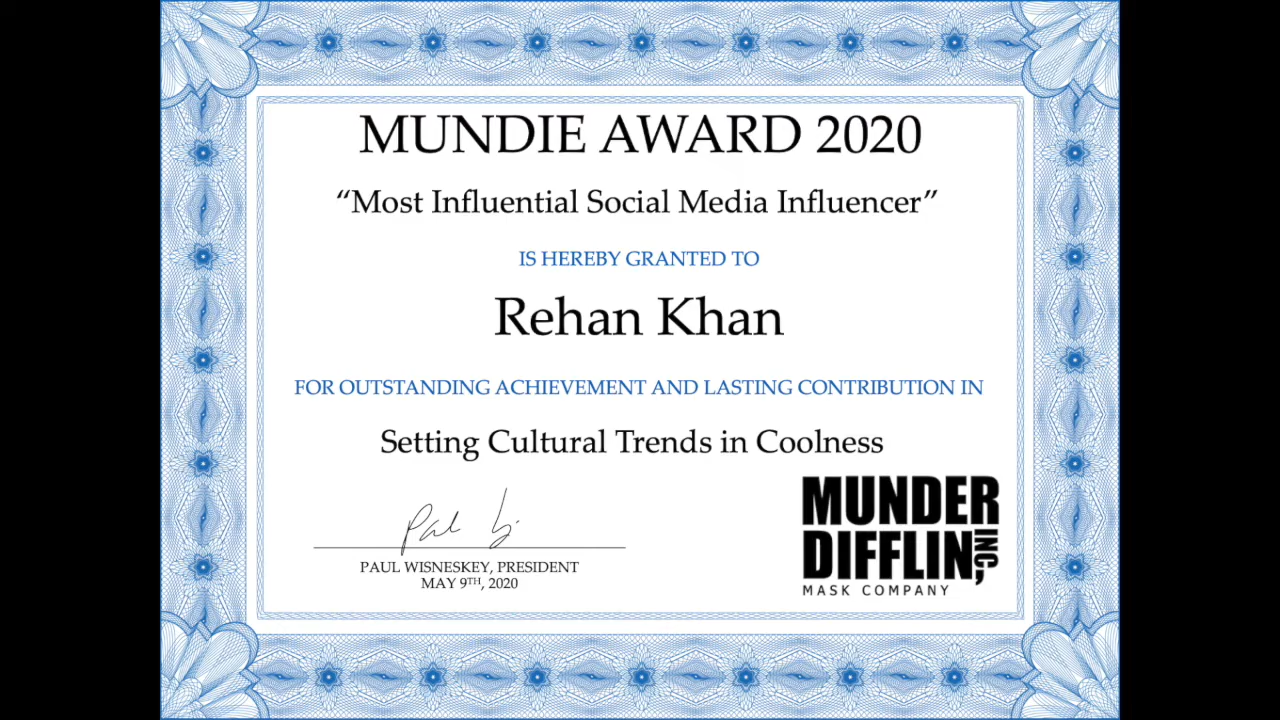 MUNDIE AWARD 2020
“Most Influential Social Media Influencer”
IS HEREBY GRANTED TO
Rehan Khan
FOR OUTSTANDING ACHIEVEMENT AND LASTING CONTRIBUTION IN
Setting Cultural Trends in Coolness
PAUL WISNESKEY, PRESIDENT
MAY 9TH, 2020
MUNDER
DIFFLIN INC.,
MASK COMPANY